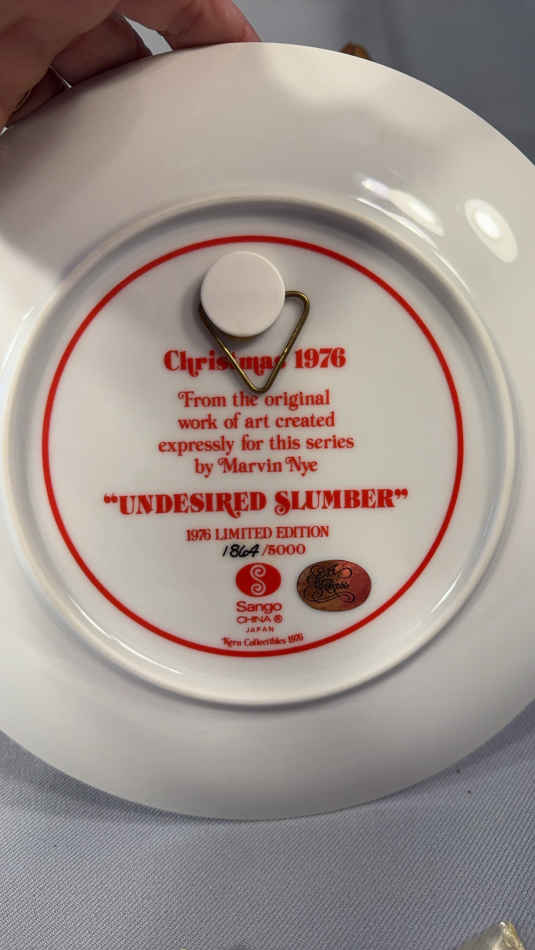 Christmas 1976
From the original
work of art created
expressly for this series
by Marvin Nye
“UNDESIRED SLUMBER”
1976 LIMITED EDITION
1864/5000
S
Sango
CHINA ®
JAPAN
Kern Collectibles 1976